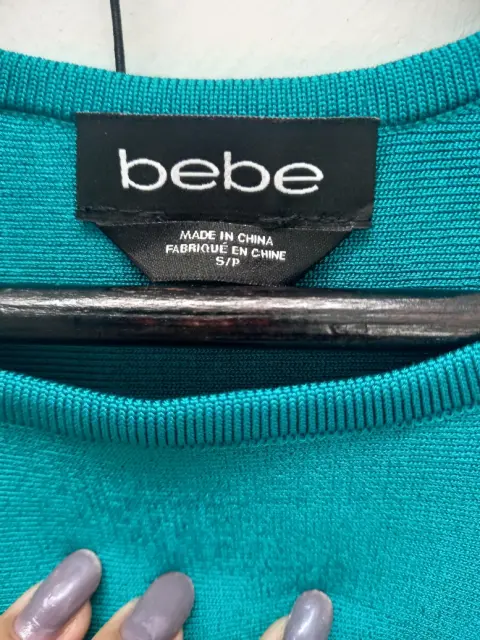 bebe
MADE IN CHINA
FABRIQUÉ EN CHINE
S/P